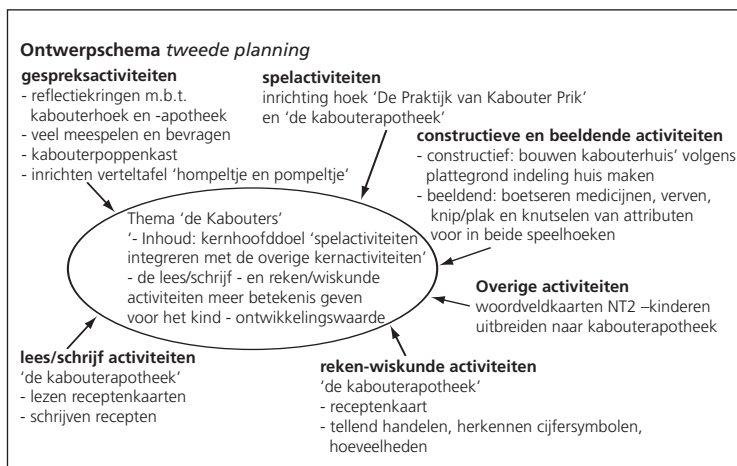 Ontwerpschema tweede planning
gespreksactiviteiten
- reflectiekringen m.b.t.
kabouterhoek en -apotheek
- veel meespelen en bevragen
- kabouterpoppenkast
- inrichten verteltafel ‘hompeltje en pompeltje’
spelactiviteiten
inrichting hoek ‘De Praktijk van Kabouter Prik’
en ‘de kabouterapotheek’
constructieve en beeldende activiteiten
- constructief: bouwen kabouterhuis’ volgens
plattegrond indeling huis maken
- beeldend: boetseren medicijnen, verven,
knip/plak en knutselen van attributen
voor in beide speelhoeken
Thema ‘de Kabouters’
‘- Inhoud: kernhoofddoel ‘spelactiviteiten
integreren met de overige kernactiviteiten’
- de lees/schrijf - en reken/wiskunde
activiteiten meer betekenis geven
voor het kind - ontwikkelingswaarde
Overige activiteiten
woordveldkaarten NT2 –kinderen
uitbreiden naar kabouterapotheek
lees/schrijf activiteiten
‘de kabouterapotheek’
- lezen receptenkaarten
- schrijven recepten
reken-wiskunde activiteiten
‘de kabouterapotheek’
- receptenkaart
- tellend handelen, herkennen cijfersymbolen,
hoeveelheden